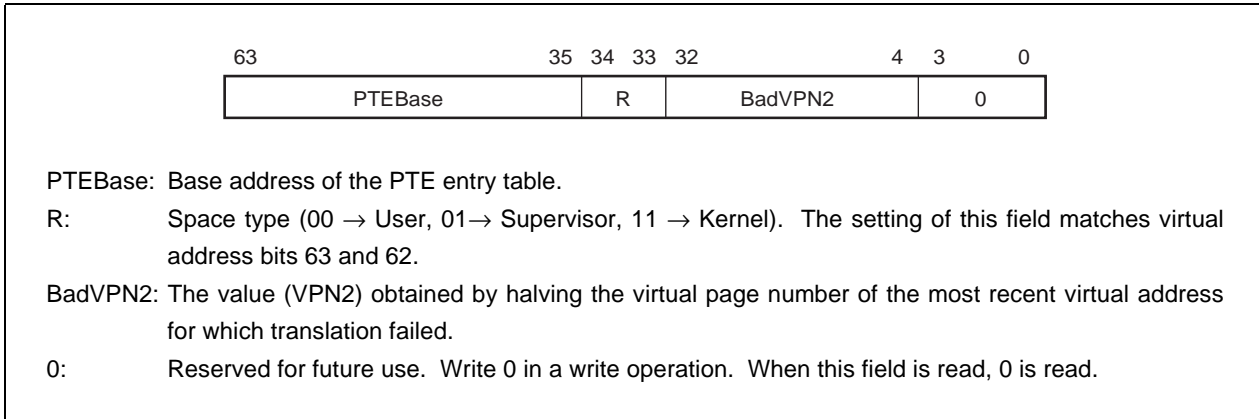 63 35 34 33 32 4 3 0
PTEBase R BadVPN2 0
PTEBase: Base address of the PTE entry table.
R: Space type (00 → User, 01→ Supervisor, 11 → Kernel). The setting of this field matches virtual
address bits 63 and 62.
BadVPN2: The value (VPN2) obtained by halving the virtual page number of the most recent virtual address
for which translation failed.
0: Reserved for future use. Write 0 in a write operation. When this field is read, 0 is read.